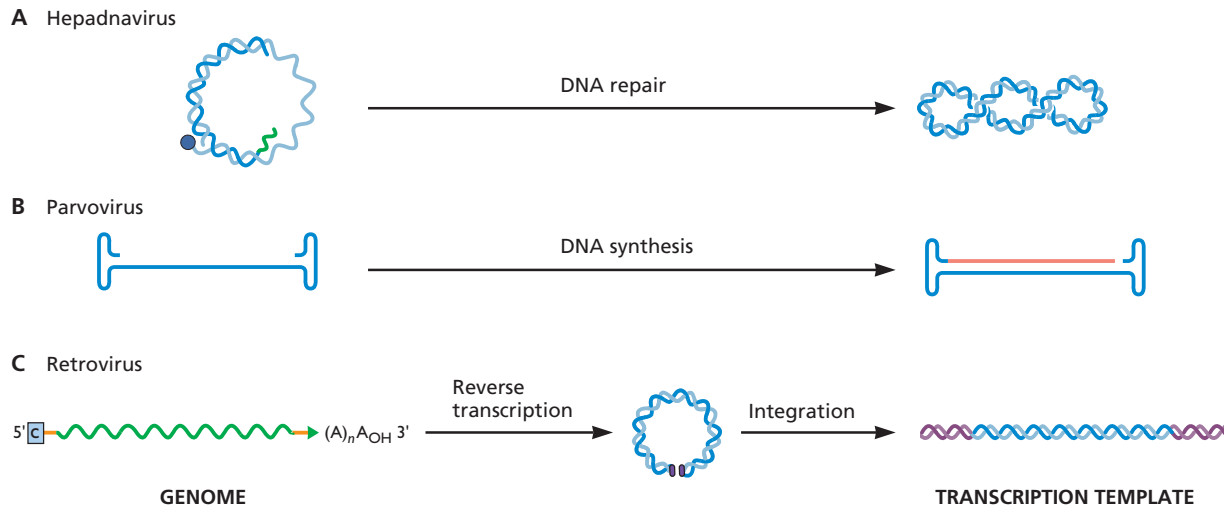 A Hepadnavirus
DNA repair
B Parvovirus
DNA synthesis
C Retrovirus
Reverse
transcription
Integration
5' C (A)nAOH 3'
GENOME
TRANSCRIPTION TEMPLATE